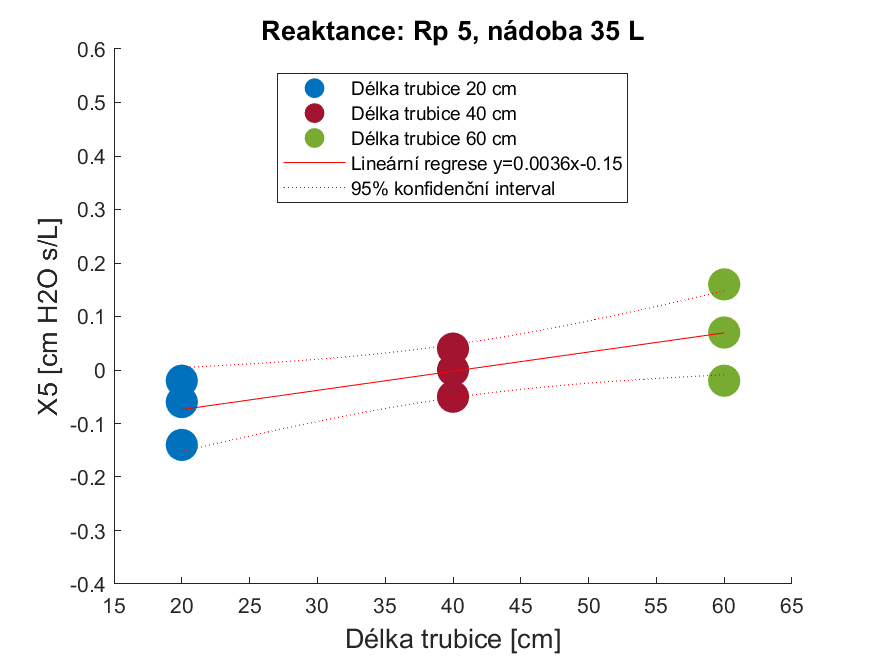 Reaktance: Rp 5, nádoba 35 L
0.6
0.5
0.4
0.3
0.2
0.1
0
-0.1
-0.2
-0.3
-0.4
X5 [cm H2O s/L]
Délka trubice 20 cm
Délka trubice 40 cm
Délka trubice 60 cm
Lineární regrese y=0.0036x-0.15
95% konfidenční interval
15 20 25 30 35 40 45 50 55 60 65
Délka trubice [cm]